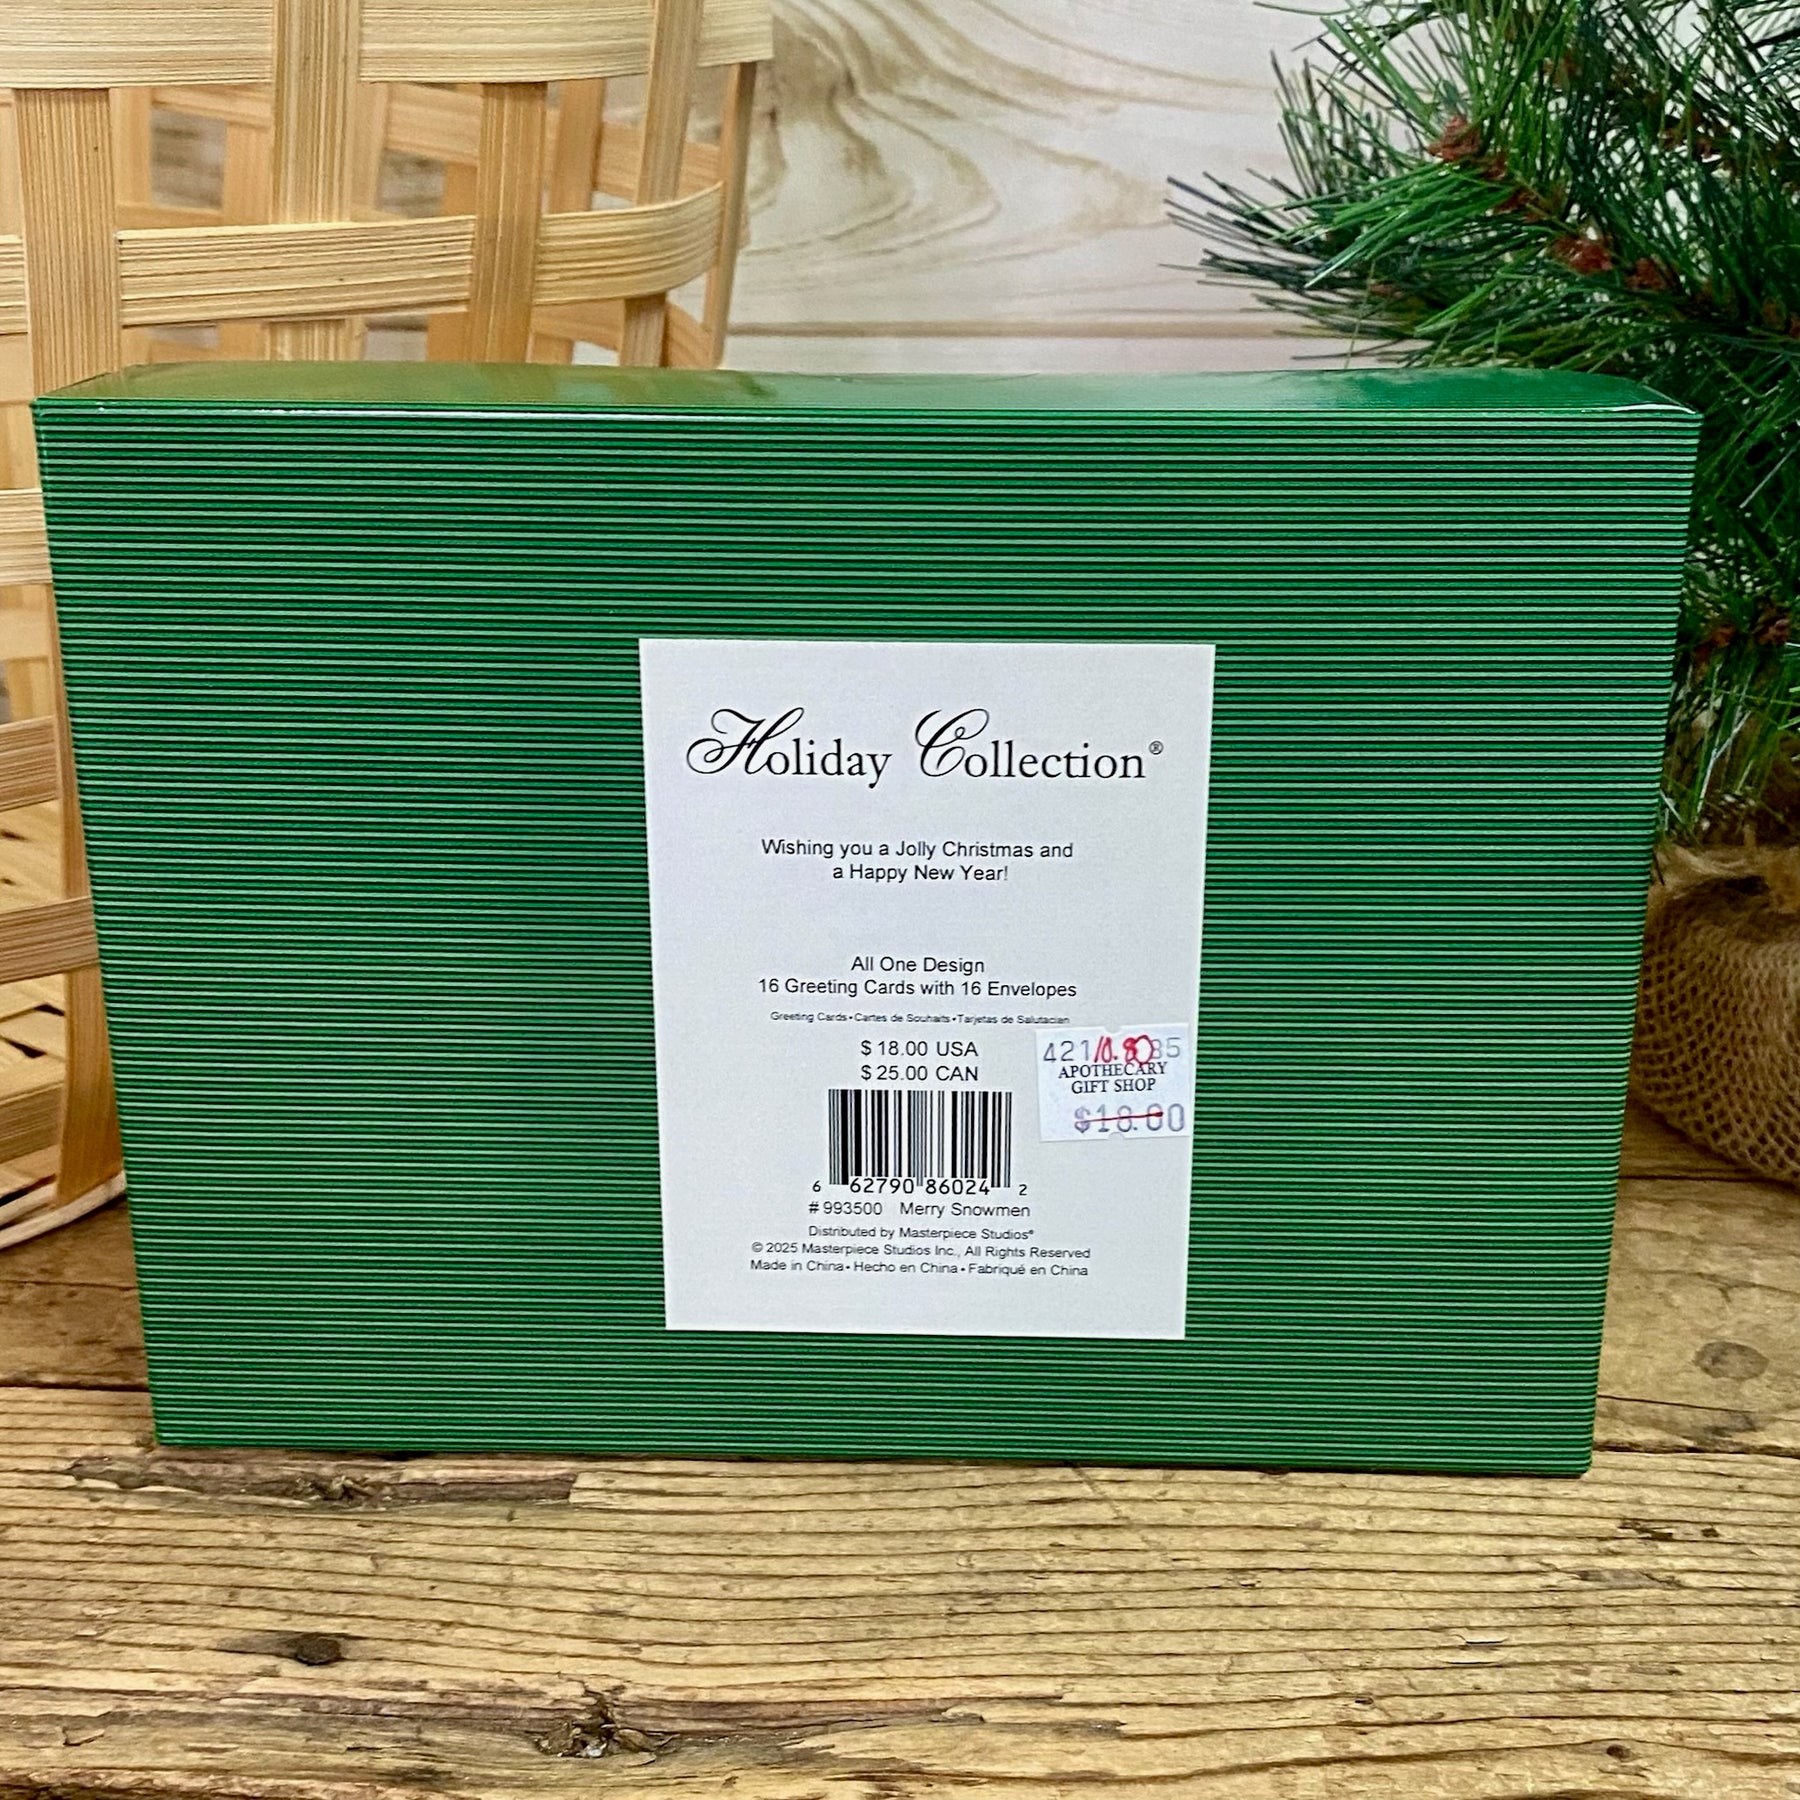 Holiday Collection®
Wishing you a Jolly Christmas and
a Happy New Year!
All One Design
16 Greeting Cards with 16 Envelopes
Greeting Cards • Cartes de Souhaits • Tarjetas de Salutacian
$ 18.00 USA
$ 25.00 CAN
6 62790 86024 2
# 993500 Merry Snowmen
Distributed by Masterpiece Studios®
© 2025 Masterpiece Studios Inc., All Rights Reserved
Made in China • Hecho en China • Fabriqué en China
10.80
APOTHECARY
GIFT SHOP
$18.00